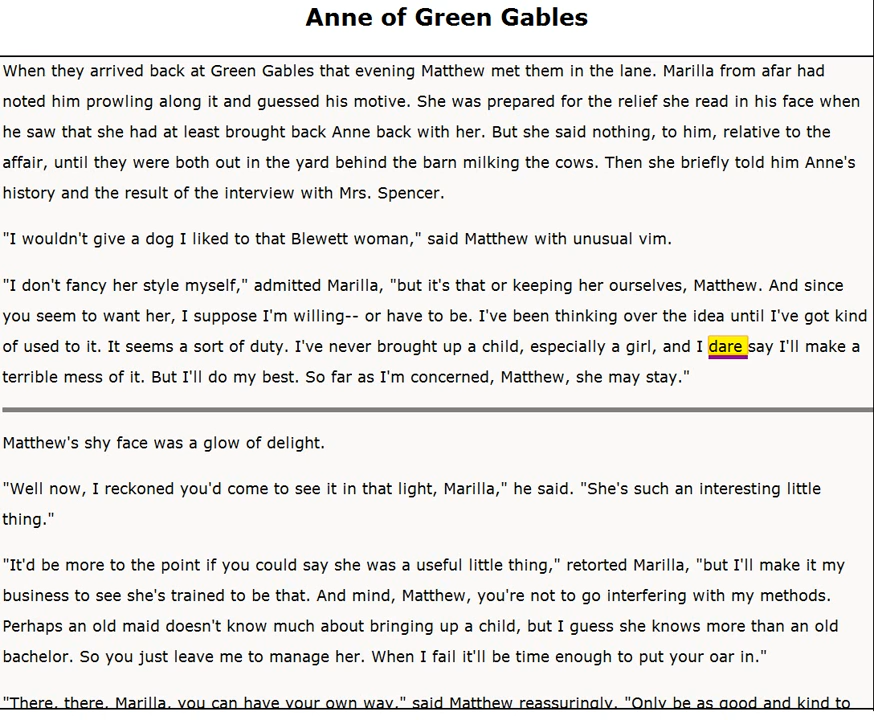 Anne of Green Gables
When they arrived back at Green Gables that evening Matthew met them in the lane. Marilla from afar had
noted him prowling along it and guessed his motive. She was prepared for the relief she read in his face when
he saw that she had at least brought back Anne back with her. But she said nothing, to him, relative to the
affair, until they were both out in the yard behind the barn milking the cows. Then she briefly told him Anne's
history and the result of the interview with Mrs. Spencer.
"I wouldn't give a dog I liked to that Blewett woman," said Matthew with unusual vim.
"I don't fancy her style myself," admitted Marilla, "but it's that or keeping her ourselves, Matthew. And since
you seem to want her, I suppose I'm willing-- or have to be. I've been thinking over the idea until I've got kind
of used to it. It seems a sort of duty. I've never brought up a child, especially a girl, and I dare say I'll make a
terrible mess of it. But I'll do my best. So far as I'm concerned, Matthew, she may stay."
Matthew's shy face was a glow of delight.
"Well now, I reckoned you'd come to see it in that light, Marilla," he said. "She's such an interesting little
thing."
"It'd be more to the point if you could say she was a useful little thing," retorted Marilla, "but I'll make it my
business to see she's trained to be that. And mind, Matthew, you're not to go interfering with my methods.
Perhaps an old maid doesn't know much about bringing up a child, but I guess she knows more than an old
bachelor. So you just leave me to manage her. When I fail it'll be time enough to put your oar in."
"There, there, Marilla, you can have your own way," said Matthew reassuringly. "Only be as good and kind to